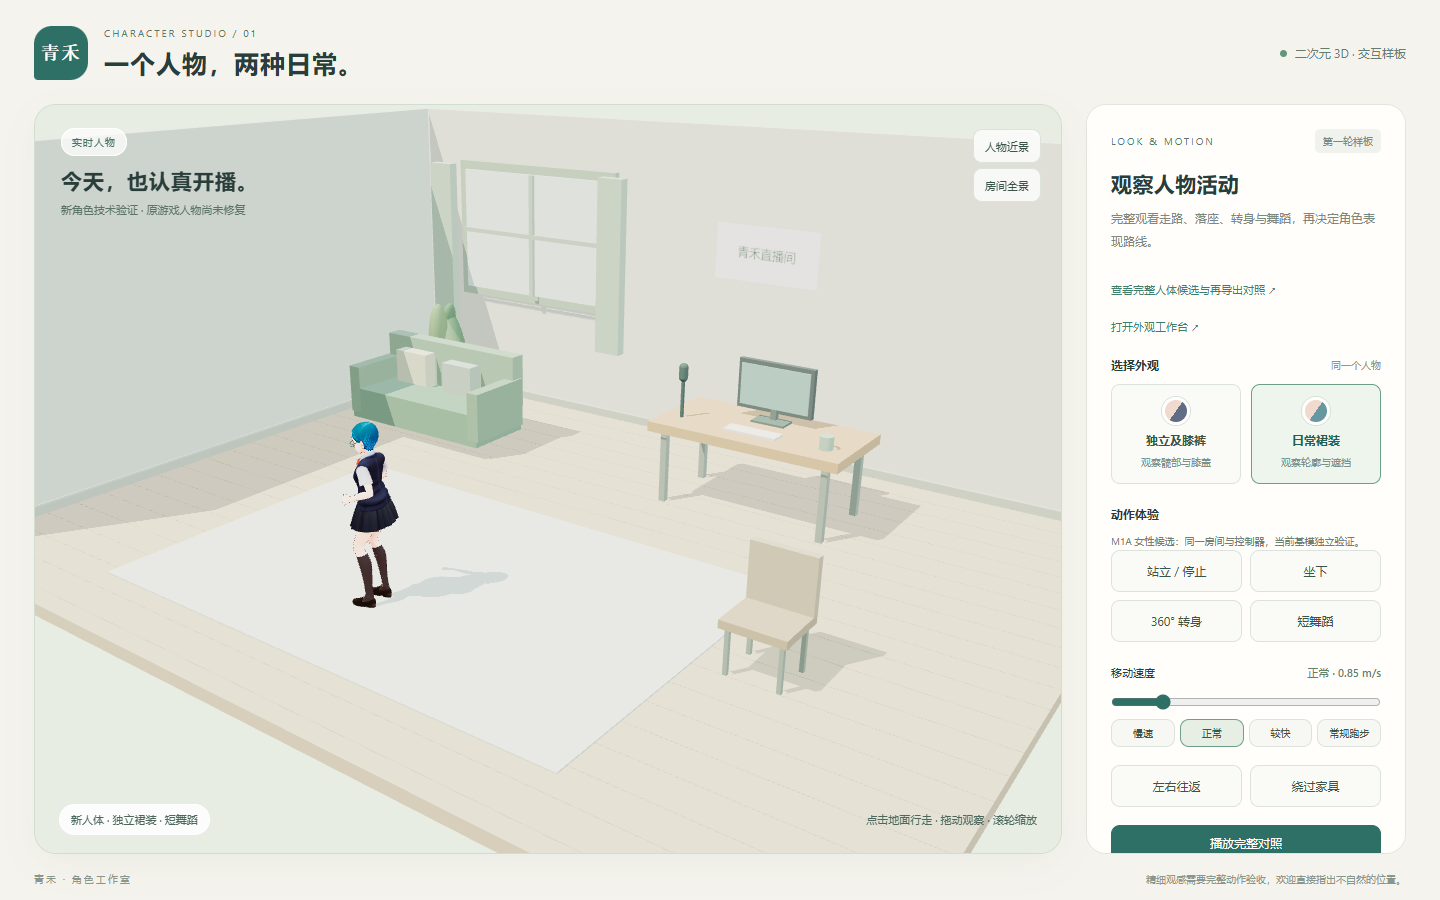 青禾
CHARACTER STUDIO / 01
一个人物，两种日常。
二次元 3D · 交互样板
实时人物
今天，也认真开播。
新角色技术验证 · 原游戏人物尚未修复
人物近景
房间全景
青禾直播间
新人体 · 独立裙装 · 短舞蹈
点击地面行走 · 拖动观察 · 滚轮缩放
LOOK & MOTION
第一轮样板
观察人物活动
完整观看走路、落座、转身与舞蹈，再决定角色表
现路线。
查看完整人体候选与再导出对照 ↗
打开外观工作台 ↗
选择外观
同一个人物
独立及膝裤
观察髋部与膝盖
日常裙装
观察轮廓与遮挡
动作体验
M1A 女性候选：同一房间与控制器，当前基模独立验证。
站立 / 停止
坐下
360° 转身
短舞蹈
移动速度
正常 · 0.85 m/s
慢速
正常
较快
常规跑步
左右往返
绕过家具
播放完整对照
青禾 · 角色工作室
精细观感需要完整动作验收，欢迎直接指出不自然的位置。